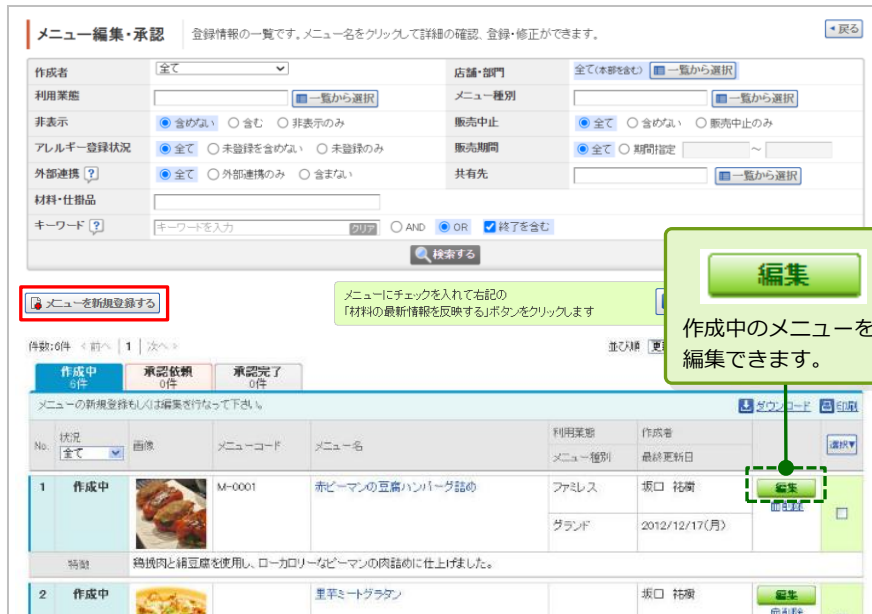 メニュー編集・承認 登録情報の一覧です。メニュー名をクリックして詳細の確認、登録・修正ができます。 戻る
作成者 全て 店舗・部門 全て(本部を含む) 一覧から選択
利用業態 一覧から選択 メニュー種別 一覧から選択
非表示 含めない 含む 非表示のみ 販売中止 全て 含めない 販売中止のみ
アレルギー登録状況 全て 未登録を含めない 未登録のみ 販売期間 全て 期間指定 ～
外部連携 ? 全て 外部連携のみ 含まない 共有先 一覧から選択
材料・仕掛品
キーワード ? キーワードを入力 クリア AND OR 終了を含む
検索する
編集
作成中のメニューを
編集できます。
メニューを新規登録する
メニューにチェックを入れて右記の
「材料の最新情報を反映する」ボタンをクリックします
件数:6件 前へ 1 次へ 並び順
作成中 6件 承認依頼 0件 承認完了 0件
メニューの新規登録もしくは編集を行なって下さい。 ダウンロード 印刷
No. 状況 全て 画像 メニューコード メニュー名 利用業態 メニュー種別 作成者 最終更新日 選択▼
1 作成中 M-0001 赤ピーマンの豆腐ハンバーグ詰め ファミレス 坂口 祐樹 編集
削除
グランド 2012/12/17(月)
特徴 鶏挽肉と絹豆腐を使用し、ローカロリーなピーマンの肉詰めに仕上げました。
2 作成中 里芋ミートグラタン 坂口 祐樹 編集
削除